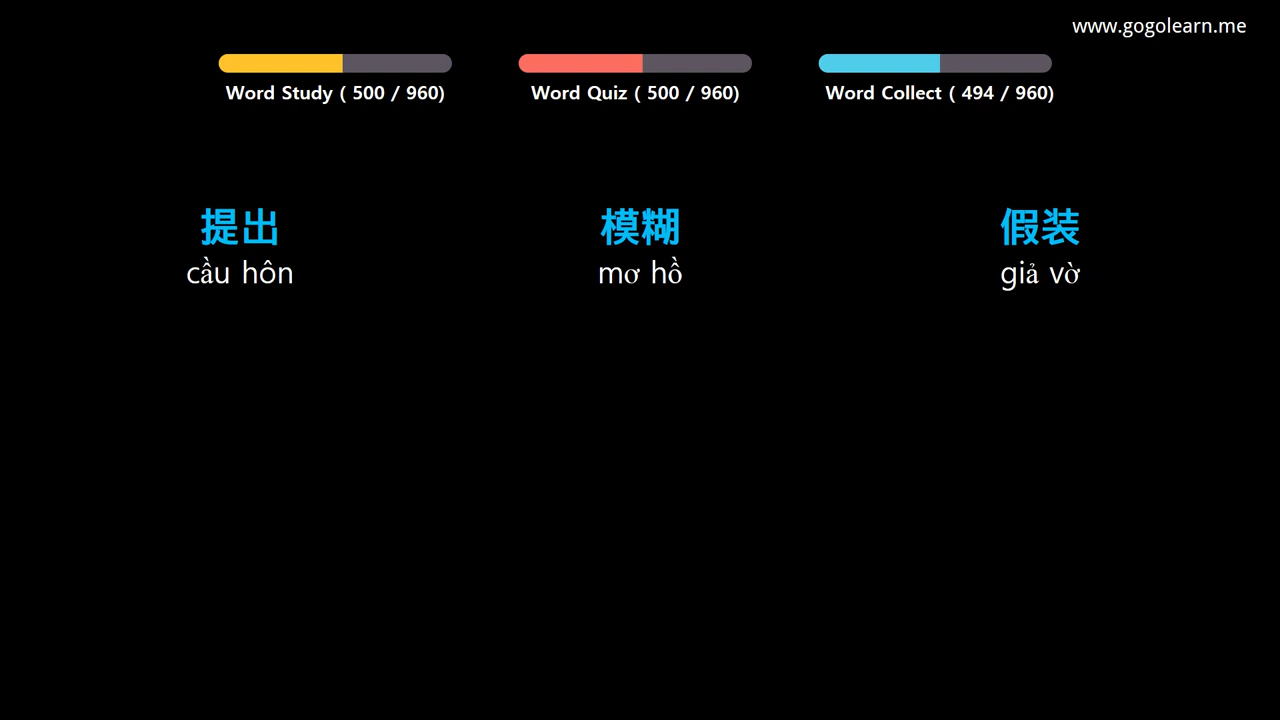 www.gogolearn.me
Word Study ( 500 / 960)
Word Quiz ( 500 / 960)
Word Collect ( 494 / 960)
提出
cầu hôn
模糊
mơ hồ
假装
giả vờ